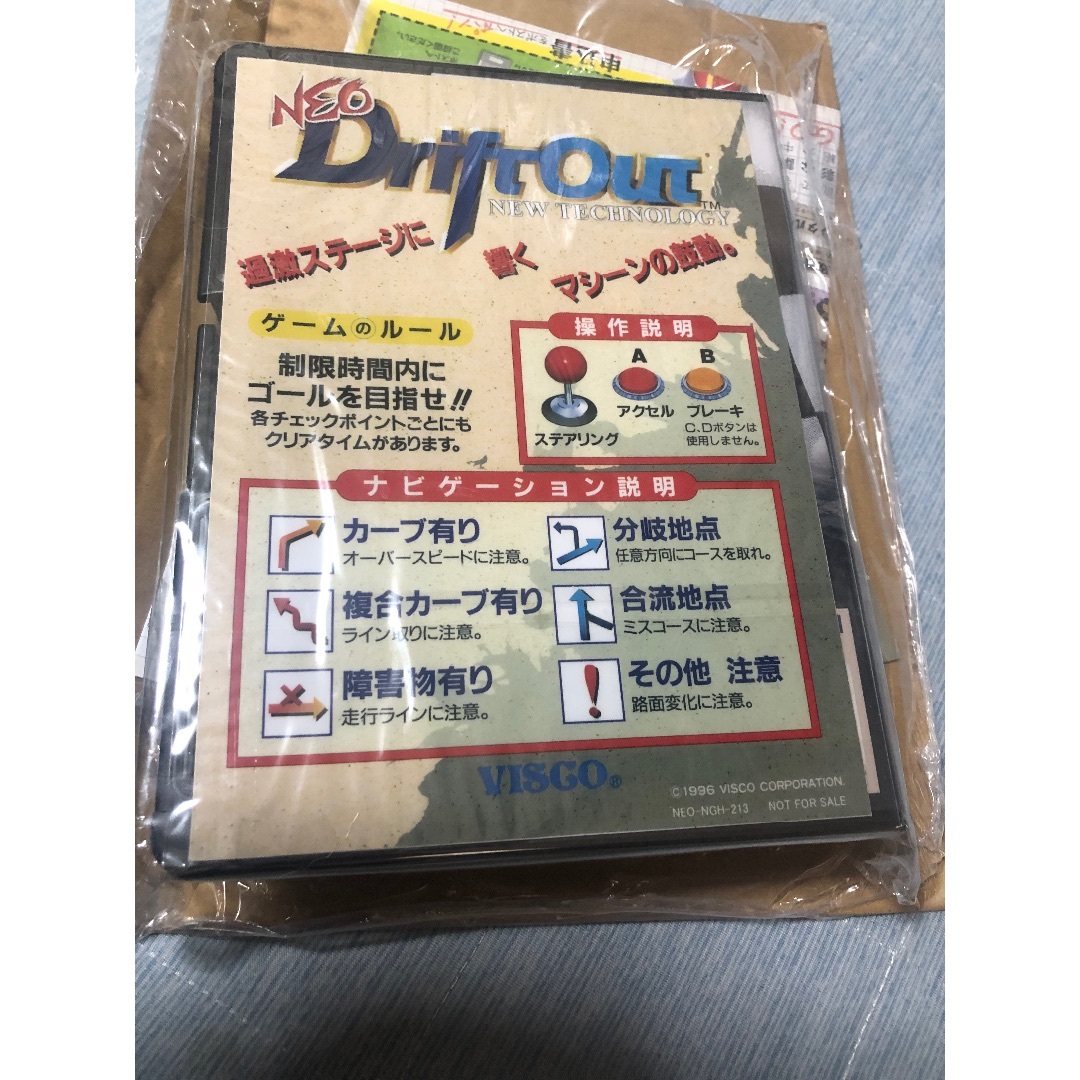 申込書
NEO
Drift Out
TM
NEW TECHNOLOGY
過激ステージに 響く マシーンの鼓動。
ゲームのルール
制限時間内に
ゴールを目指せ!!
各チェックポイントごとにも
クリアタイムがあります。
操作説明
A B
アクセル ブレーキ
ステアリング
C、Dボタンは
使用しません。
ナビゲーション説明
カーブ有り
オーバースピードに注意。
複合カーブ有り
ライン取りに注意。
障害物有り
走行ラインに注意。
分岐地点
任意方向にコースを取れ。
合流地点
ミスコースに注意。
その他 注意
路面変化に注意。
VISCO®
©1996 VISCO CORPORATION.
NEO-NGH-213 NOT FOR SALE